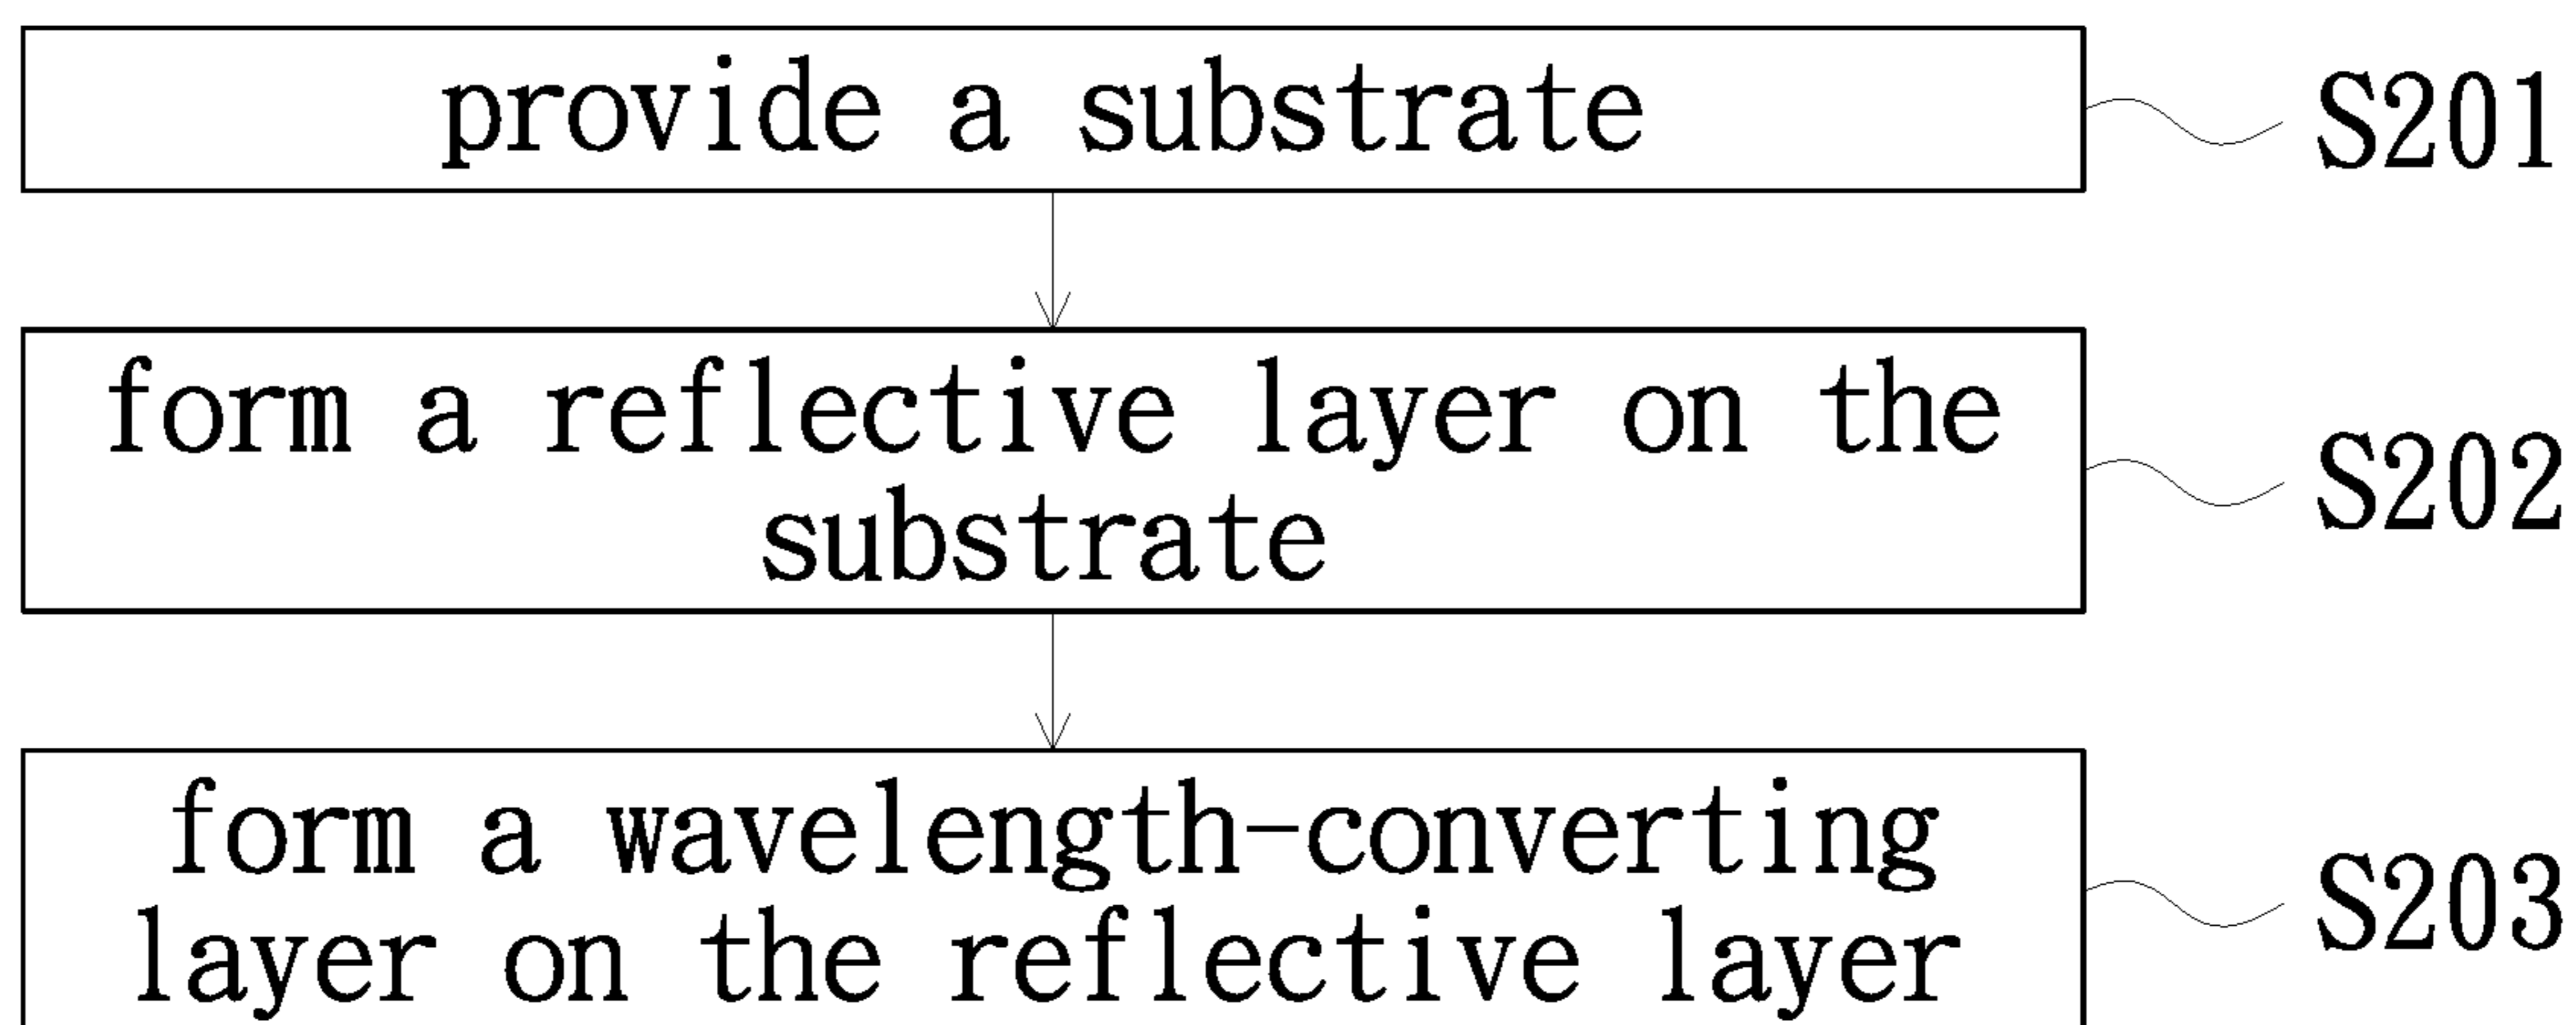 provide a substrate
S201
form a reflective layer on the
substrate
S202
form a wavelength-converting
layer on the reflective layer
S203